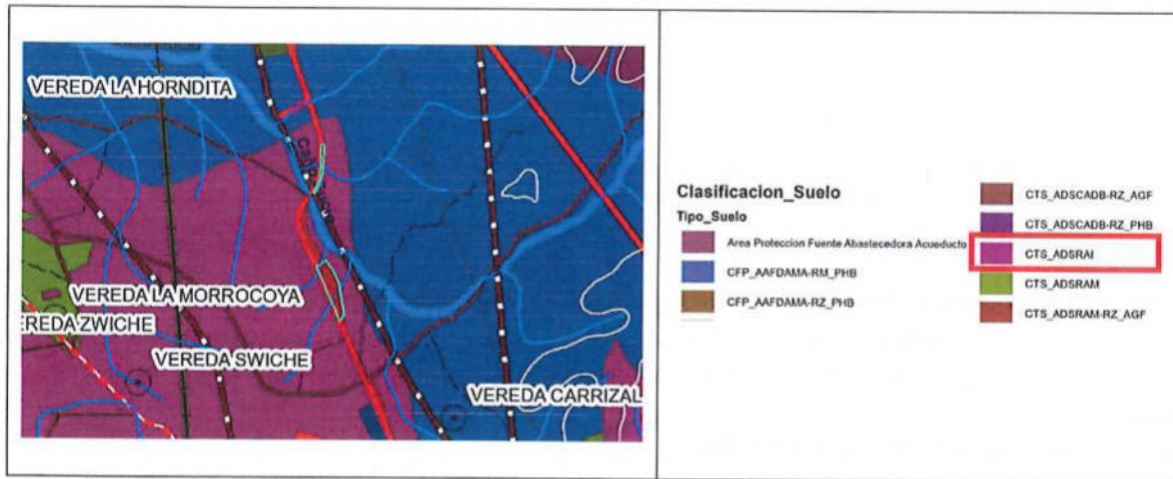 VEREDA LA HORNDITA
VEREDA LA MORROCOYA
EREDA ZWICHE
VEREDA SWICHE
VEREDA CARRIZAL
Clasificacion_Suelo
Tipo_Suelo
Area Proteccion Fuente Abastecedora Acueducto
CFP_AAFDAMA-RM_PHB
CFP_AAFDAMA-RZ_PHB
CTS_ADSCADB-RZ_AGF
CTS_ADSCADB-RZ_PHB
CTS_ADSRAI
CTS_ADSRAM
CTS_ADSRAM-RZ_AGF